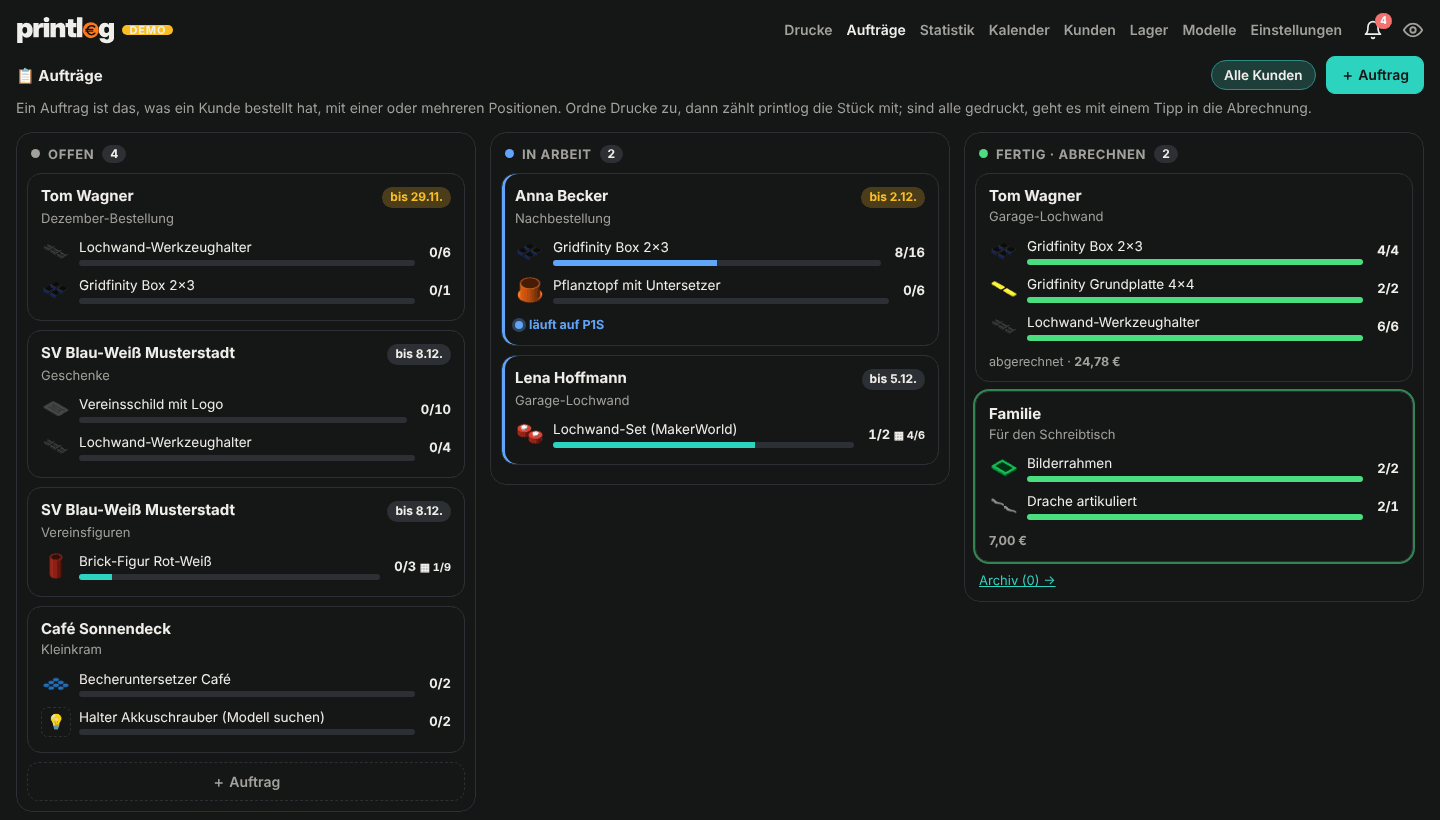 printlog DEMO
Drucke Aufträge Statistik Kalender Kunden Lager Modelle Einstellungen 4
📋 Aufträge
Alle Kunden + Auftrag
Ein Auftrag ist das, was ein Kunde bestellt hat, mit einer oder mehreren Positionen. Ordne Drucke zu, dann zählt printlog die Stück mit; sind alle gedruckt, geht es mit einem Tipp in die Abrechnung.
OFFEN 4
Tom Wagner bis 29.11.
Dezember-Bestellung
Lochwand-Werkzeughalter 0/6
Gridfinity Box 2×3 0/1
SV Blau-Weiß Musterstadt bis 8.12.
Geschenke
Vereinsschild mit Logo 0/10
Lochwand-Werkzeughalter 0/4
SV Blau-Weiß Musterstadt bis 8.12.
Vereinsfiguren
Brick-Figur Rot-Weiß 0/3 ▦ 1/9
Café Sonnendeck
Kleinkram
Becheruntersetzer Café 0/2
💡 Halter Akkuschrauber (Modell suchen) 0/2
+ Auftrag
IN ARBEIT 2
Anna Becker bis 2.12.
Nachbestellung
Gridfinity Box 2×3 8/16
Pflanztopf mit Untersetzer 0/6
läuft auf P1S
Lena Hoffmann bis 5.12.
Garage-Lochwand
Lochwand-Set (MakerWorld) 1/2 ▦ 4/6
FERTIG · ABRECHNEN 2
Tom Wagner
Garage-Lochwand
Gridfinity Box 2×3 4/4
Gridfinity Grundplatte 4×4 2/2
Lochwand-Werkzeughalter 6/6
abgerechnet · 24,78 €
Familie
Für den Schreibtisch
Bilderrahmen 2/2
Drache artikuliert 2/1
7,00 €
Archiv (0) →